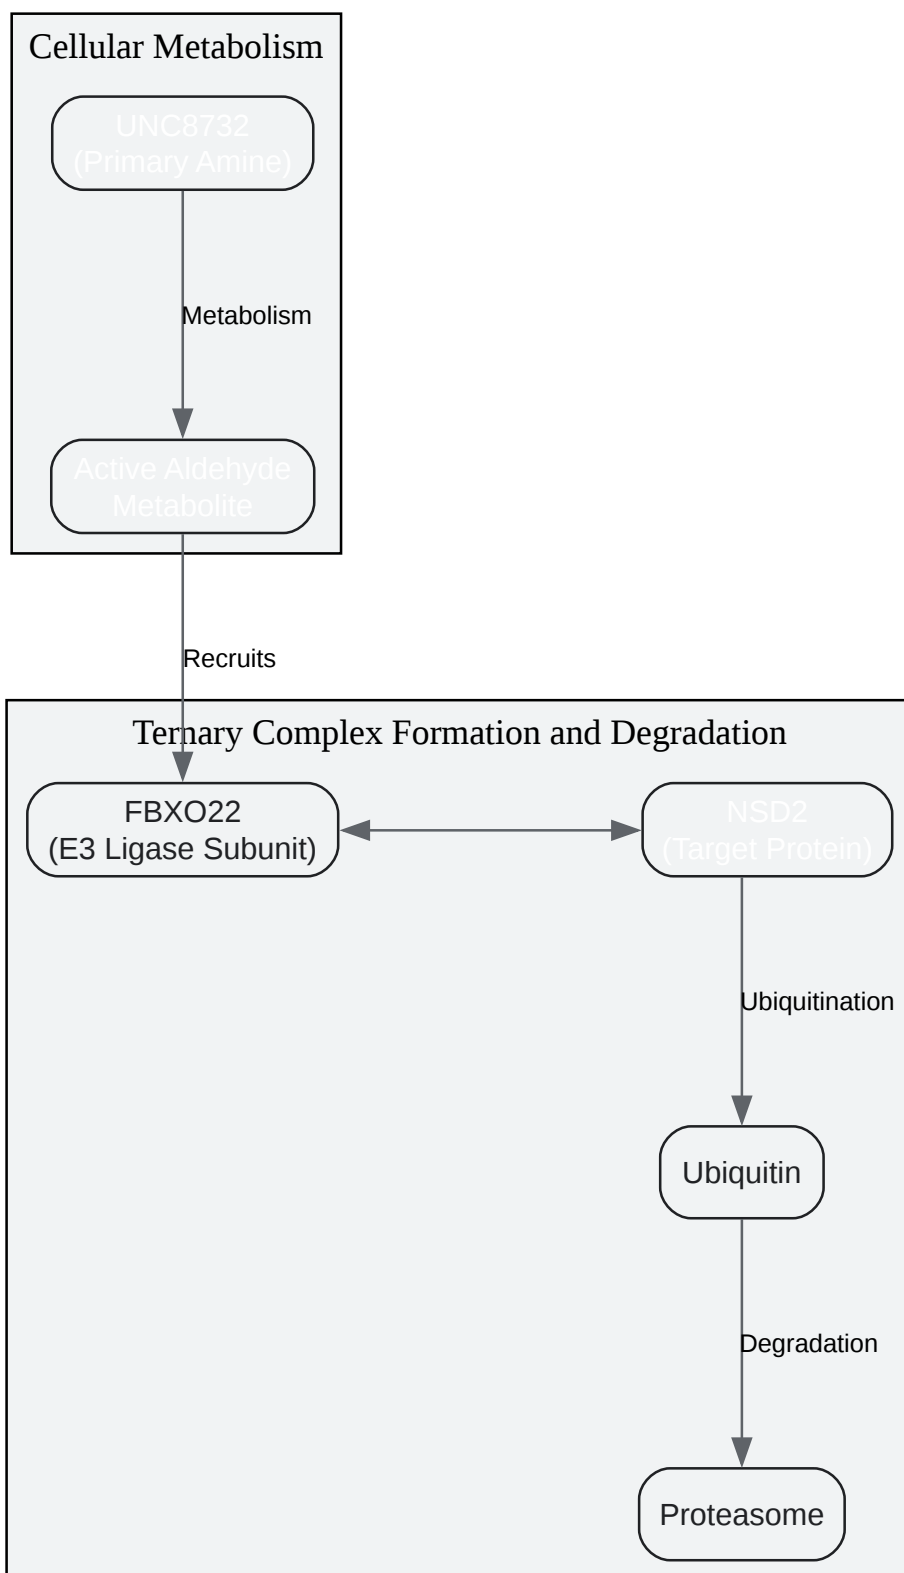 Cellular Metabolism
UNC8732
(Primary Amine)
Metabolism
Active Aldehyde
Metabolite
Recruits
Ternary Complex Formation and Degradation
FBXO22
(E3 Ligase Subunit)
NSD2
(Target Protein)
Ubiquitination
Ubiquitin
Degradation
Proteasome